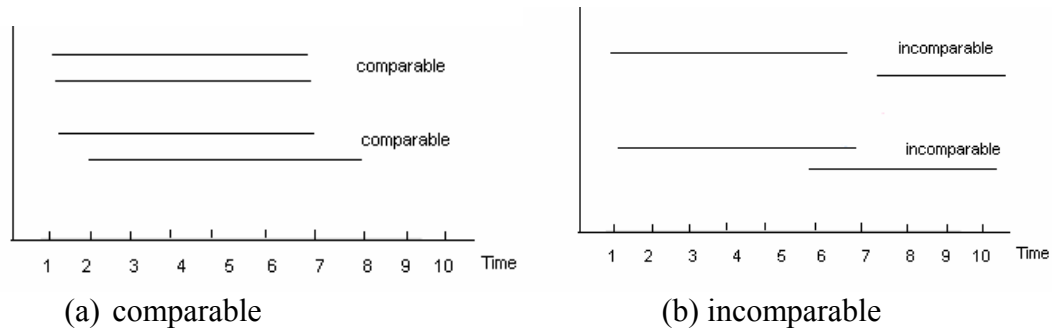 comparable
comparable
1 2 3 4 5 6 7 8 9 10 Time
(a) comparable
incomparable
incomparable
1 2 3 4 5 6 7 8 9 10 Time
(b) incomparable